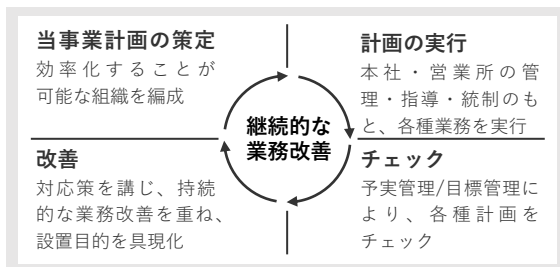 当事業計画の策定
効率化することが
可能な組織を編成
計画の実行
本社・営業所の管
理・指導・統制のも
と、各種業務を実行
継続的な
業務改善
改善
対応策を講じ、持続
的な業務改善を重ね、
設置目的を具現化
チェック
予実管理/目標管理に
より、各種計画を
チェック